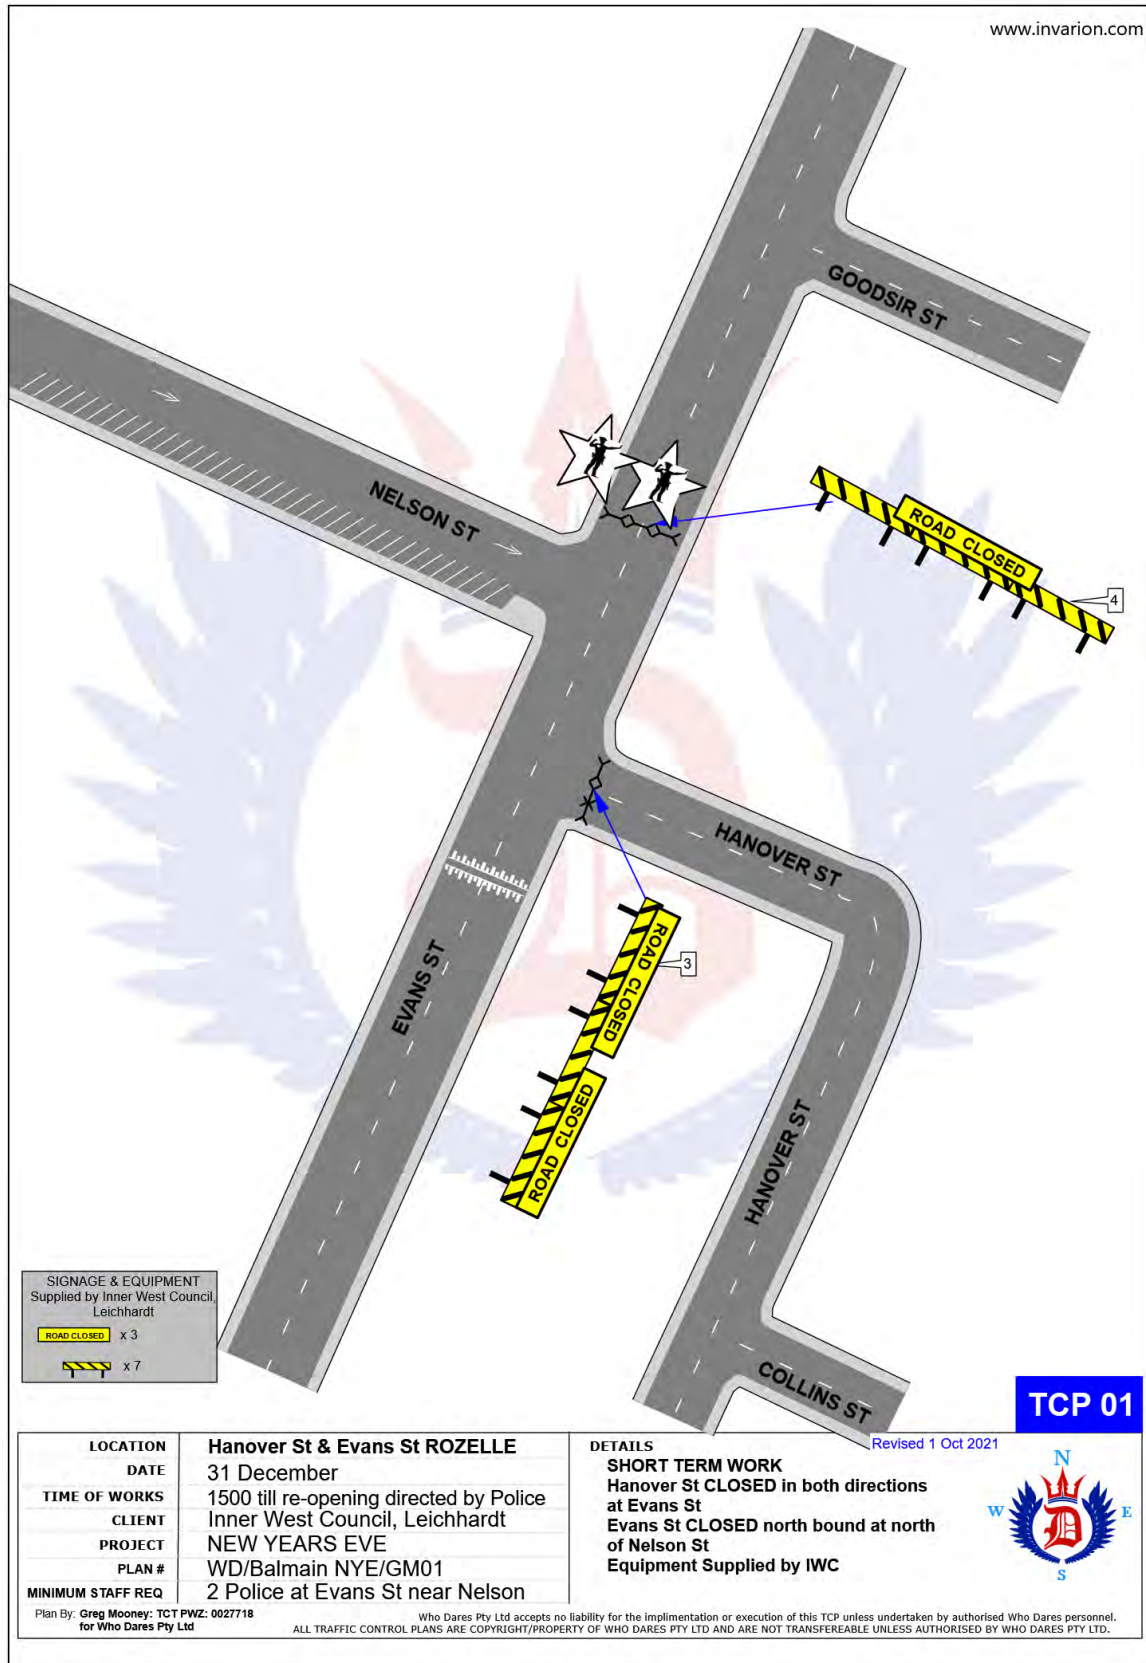 www.invarion.com
GOODSIR ST
NELSON ST
ROAD CLOSED
4
HANOVER ST
ROAD CLOSED
3
EVANS ST
ROAD CLOSED
HANOVER ST
SIGNAGE & EQUIPMENT
Supplied by Inner West Council,
Leichhardt
ROAD CLOSED x 3
x 7
COLLINS ST
TCP 01
Revised 1 Oct 2021
LOCATION Hanover St & Evans St ROZELLE
DATE 31 December
TIME OF WORKS 1500 till re-opening directed by Police
CLIENT Inner West Council, Leichhardt
PROJECT NEW YEARS EVE
PLAN # WD/Balmain NYE/GM01
MINIMUM STAFF REQ 2 Police at Evans St near Nelson
DETAILS
SHORT TERM WORK
Hanover St CLOSED in both directions
at Evans St
Evans St CLOSED north bound at north
of Nelson St
Equipment Supplied by IWC
N
W
E
D
S
Plan By: Greg Mooney: TCT PWZ: 0027718
for Who Dares Pty Ltd
Who Dares Pty Ltd accepts no liability for the implimentation or execution of this TCP unless undertaken by authorised Who Dares personnel.
ALL TRAFFIC CONTROL PLANS ARE COPYRIGHT/PROPERTY OF WHO DARES PTY LTD AND ARE NOT TRANSFEREABLE UNLESS AUTHORISED BY WHO DARES PTY LTD.